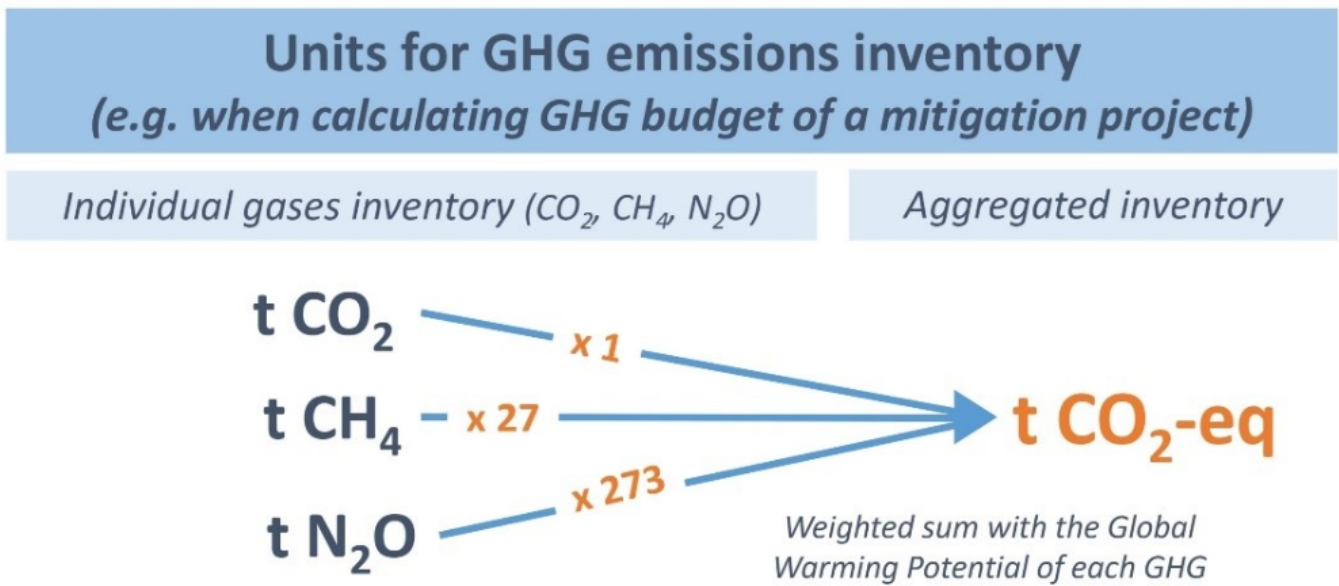 Units for GHG emissions inventory
(e.g. when calculating GHG budget of a mitigation project)
Individual gases inventory (CO₂, CH₄, N₂O)
Aggregated inventory
t CO₂
x 1
t CH₄
x 27
t CO₂-eq
x 273
t N₂O
Weighted sum with the Global
Warming Potential of each GHG